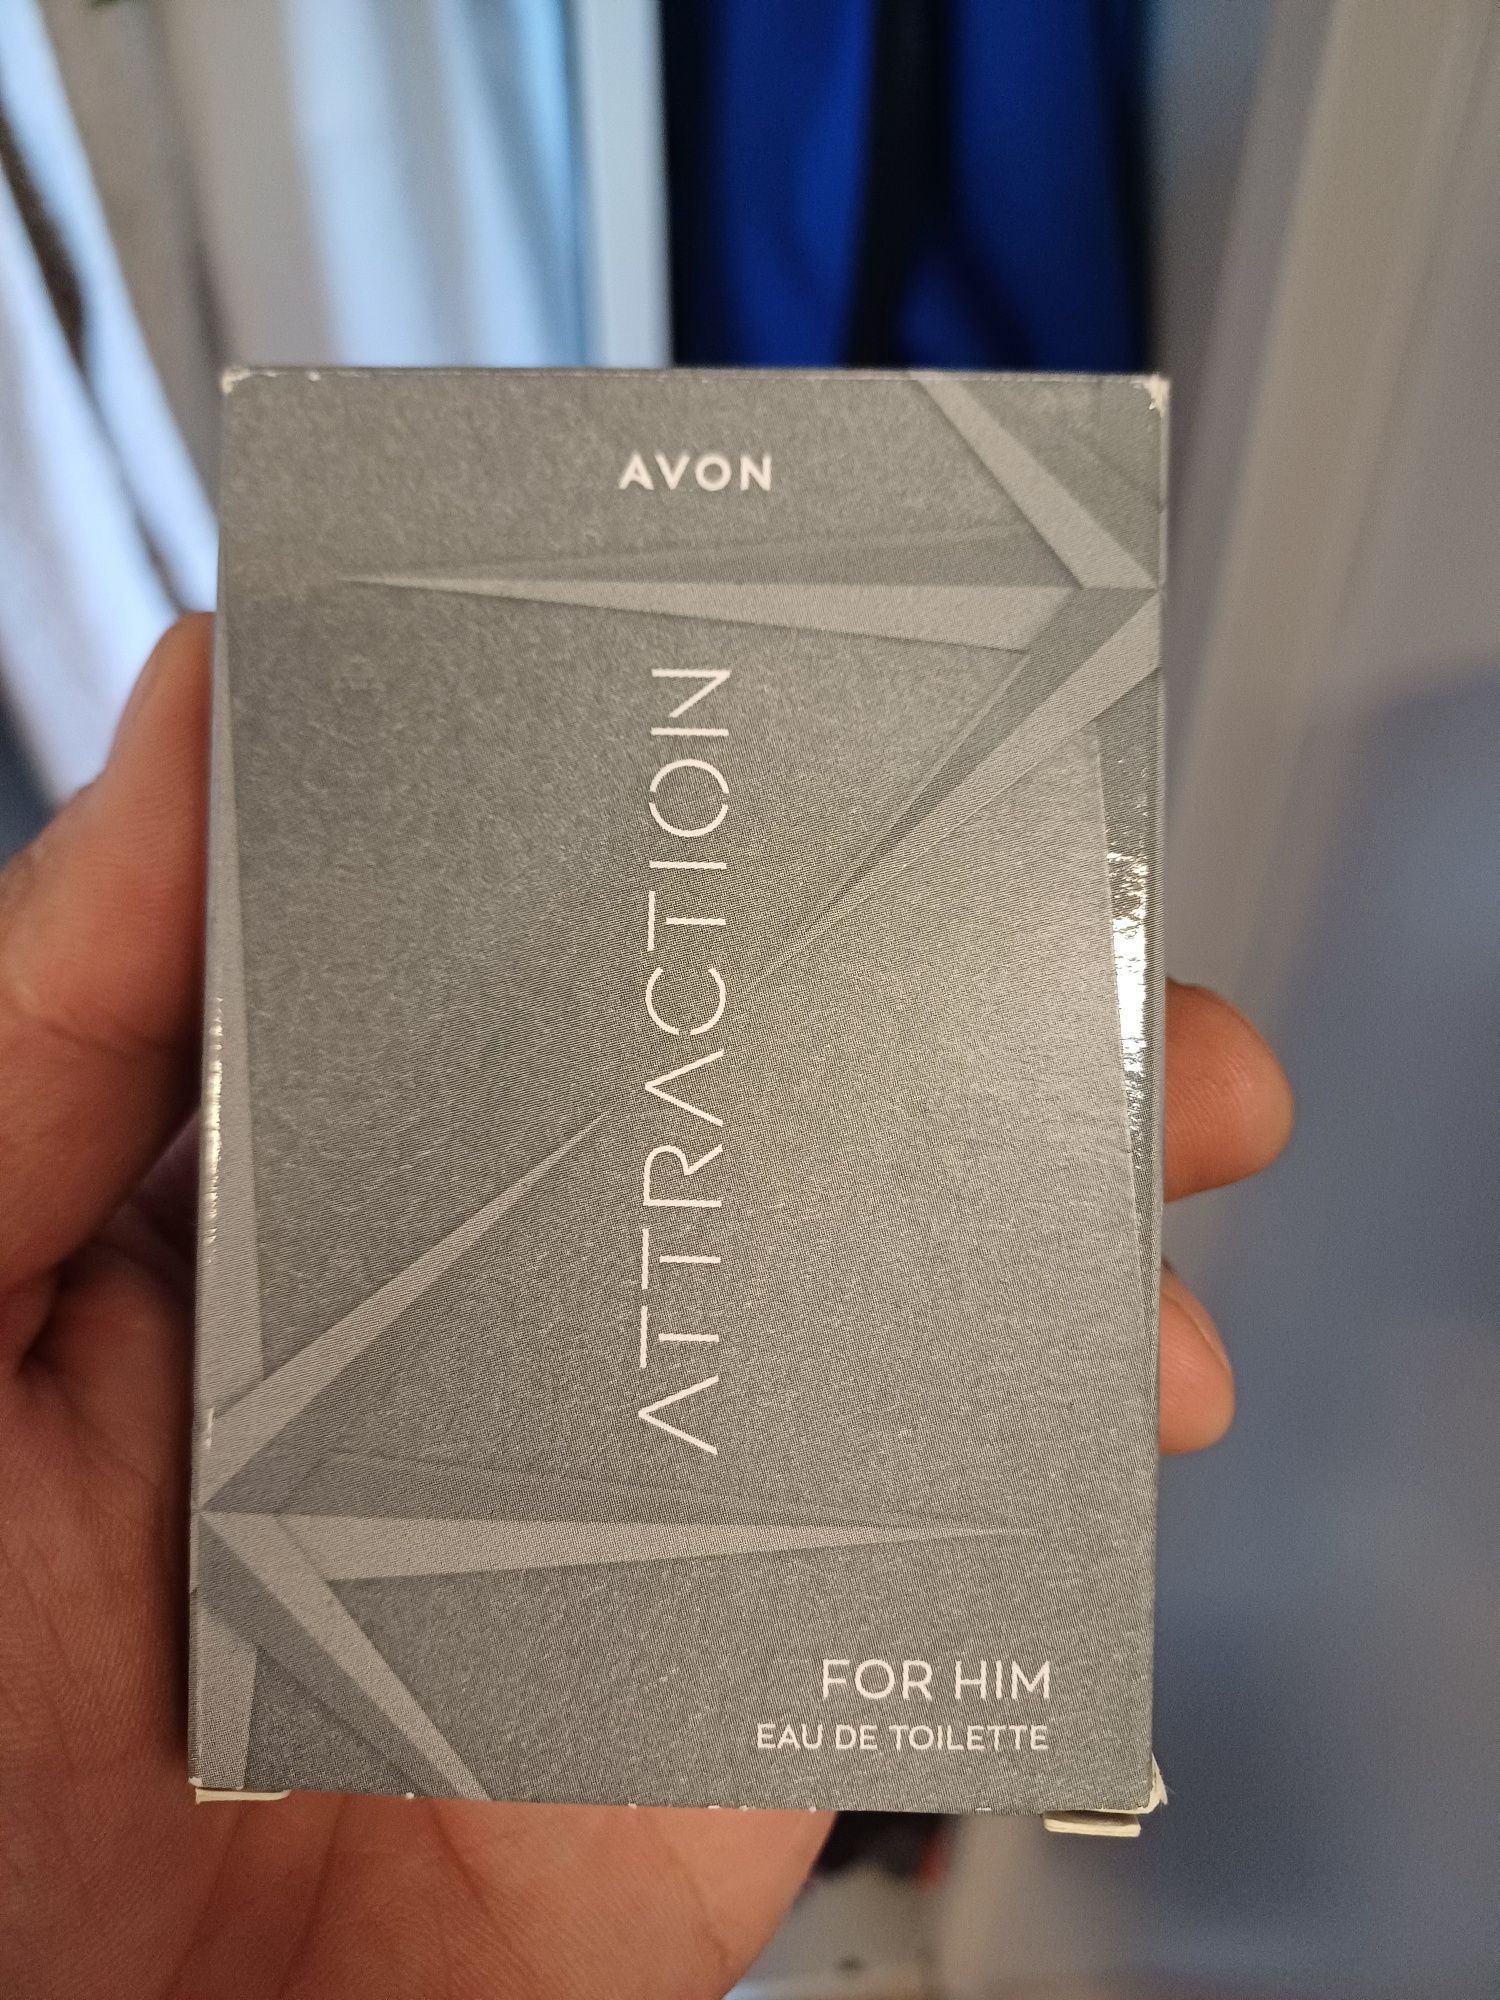 AVON
ATTRACTION
FOR HIM
EAU DE TOILETTE